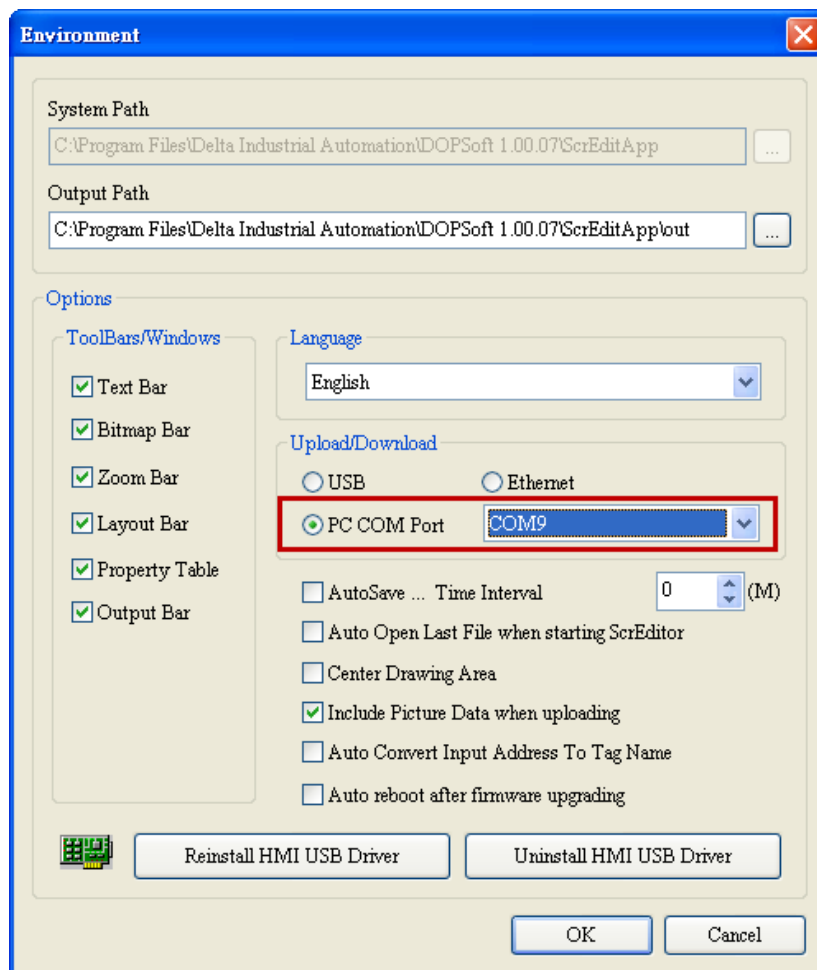 Environment
System Path
C:\Program Files\Delta Industrial Automation\DOPSoft 1.00.07\ScrEditApp
...
Output Path
C:\Program Files\Delta Industrial Automation\DOPSoft 1.00.07\ScrEditApp\out
...
Options
ToolBars/Windows
Text Bar
Bitmap Bar
Zoom Bar
Layout Bar
Property Table
Output Bar
Language
English
Upload/Download
USB
Ethernet
PC COM Port
COM9
AutoSave ... Time Interval
0
(M)
Auto Open Last File when starting ScrEditor
Center Drawing Area
Include Picture Data when uploading
Auto Convert Input Address To Tag Name
Auto reboot after firmware upgrading
Reinstall HMI USB Driver
Uninstall HMI USB Driver
OK
Cancel